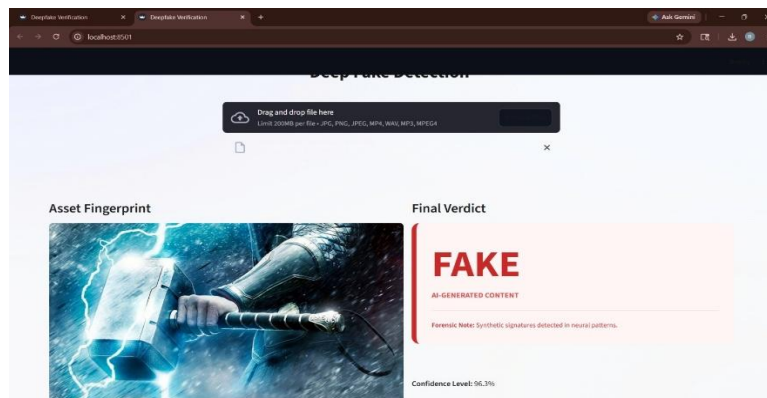 Deepfake Verification
Deepfake Verification
Ask Gemini
localhost:8501
Deep Fake Detection
Drag and drop file here
Limit 200MB per file • JPG, PNG, JPEG, MP4, WAV, MP3, MPEG4
Asset Fingerprint
Final Verdict
FAKE
AI-GENERATED CONTENT
Forensic Note: Synthetic signatures detected in neural patterns.
Confidence Level: 96.3%